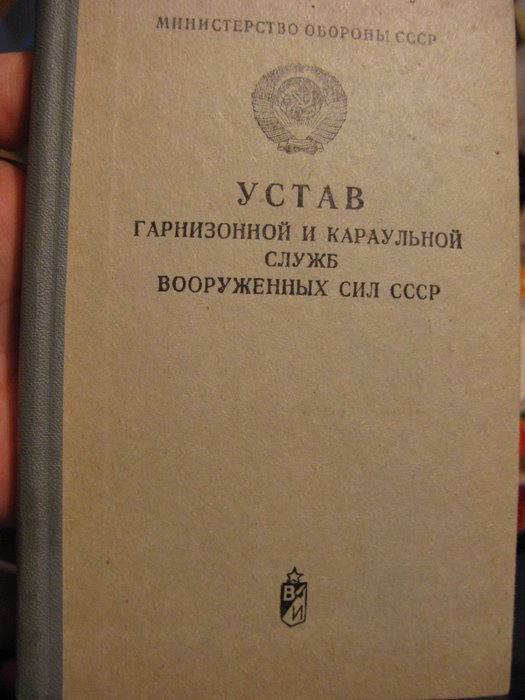 МИНИСТЕРСТВО ОБОРОНЫ СССР
УСТАВ
ГАРНИЗОННОЙ И КАРАУЛЬНОЙ
СЛУЖБ
ВООРУЖЕННЫХ СИЛ СССР
В
И